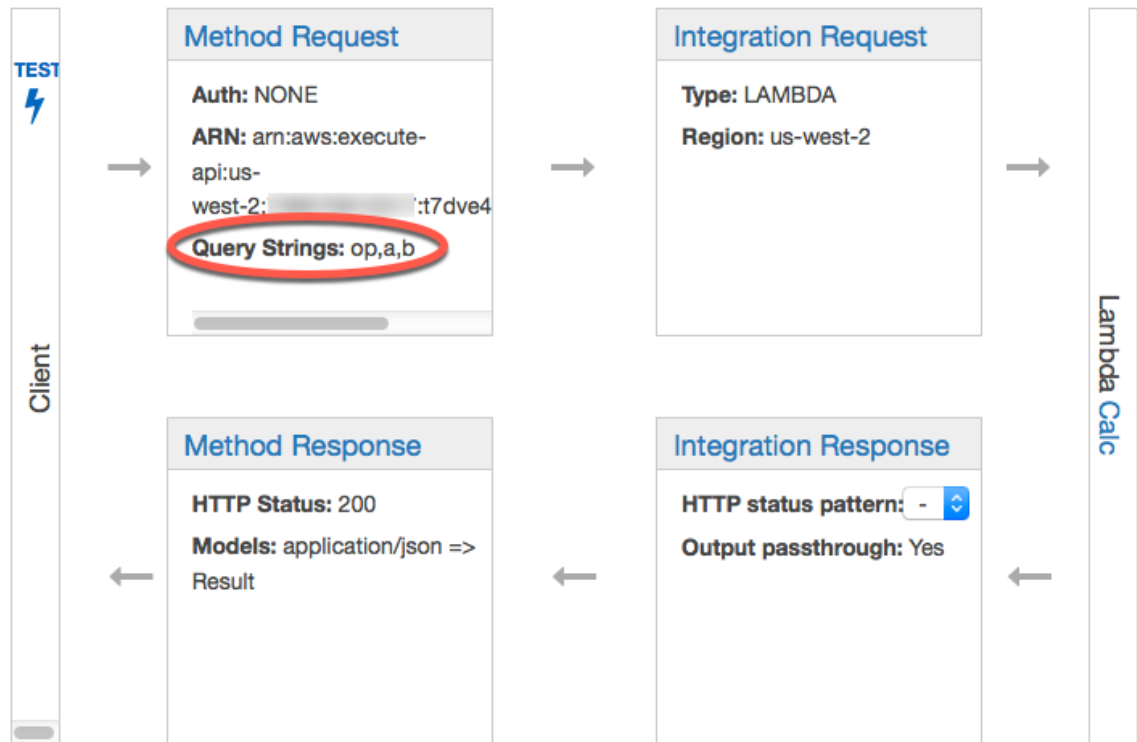 TEST
Client
Method Request
Auth: NONE
ARN: arn:aws:execute-
api:us-
west-2: :t7dve4
Query Strings: op,a,b
Integration Request
Type: LAMBDA
Region: us-west-2
Lambda Calc
Method Response
HTTP Status: 200
Models: application/json =>
Result
Integration Response
HTTP status pattern: -
Output passthrough: Yes